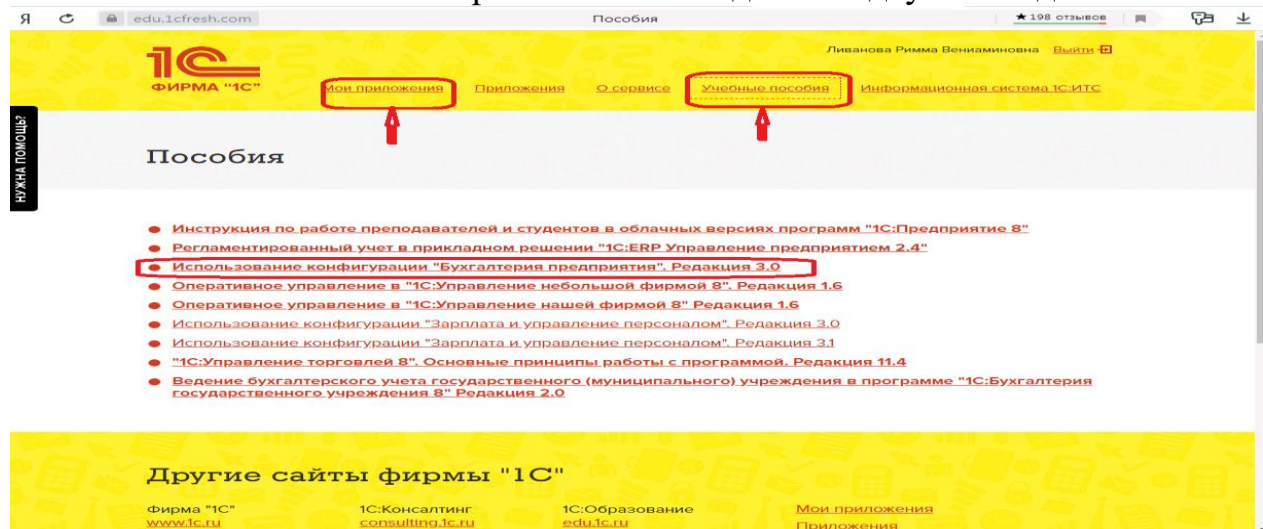 Я edu.1cfresh.com Пособия ★ 198 отзывов
Ливанова Римма Вениаминовна Выйти
1С
ФИРМА "1С"
Мои приложения Приложения О сервисе Учебные пособия Информационная система 1С:ИТС
НУЖНА ПОМОЩЬ?
Пособия
Инструкция по работе преподавателей и студентов в облачных версиях программ "1С:Предприятие 8"
Регламентированный учет в прикладном решении "1С:ERP Управление предприятием 2.4"
Использование конфигурации "Бухгалтерия предприятия". Редакция 3.0
Оперативное управление в "1С:Управление небольшой фирмой 8". Редакция 1.6
Оперативное управление в "1С:Управление нашей фирмой 8" Редакция 1.6
Использование конфигурации "Зарплата и управление персоналом". Редакция 3.0
Использование конфигурации "Зарплата и управление персоналом". Редакция 3.1
"1С:Управление торговлей 8". Основные принципы работы с программой. Редакция 11.4
Ведение бухгалтерского учета государственного (муниципального) учреждения в программе "1С:Бухгалтерия
государственного учреждения 8" Редакция 2.0
Другие сайты фирмы "1С"
Фирма "1С" 1С:Консалтинг 1С:Образование Мои приложения
www.1c.ru consulting.1c.ru edu.1c.ru Приложения